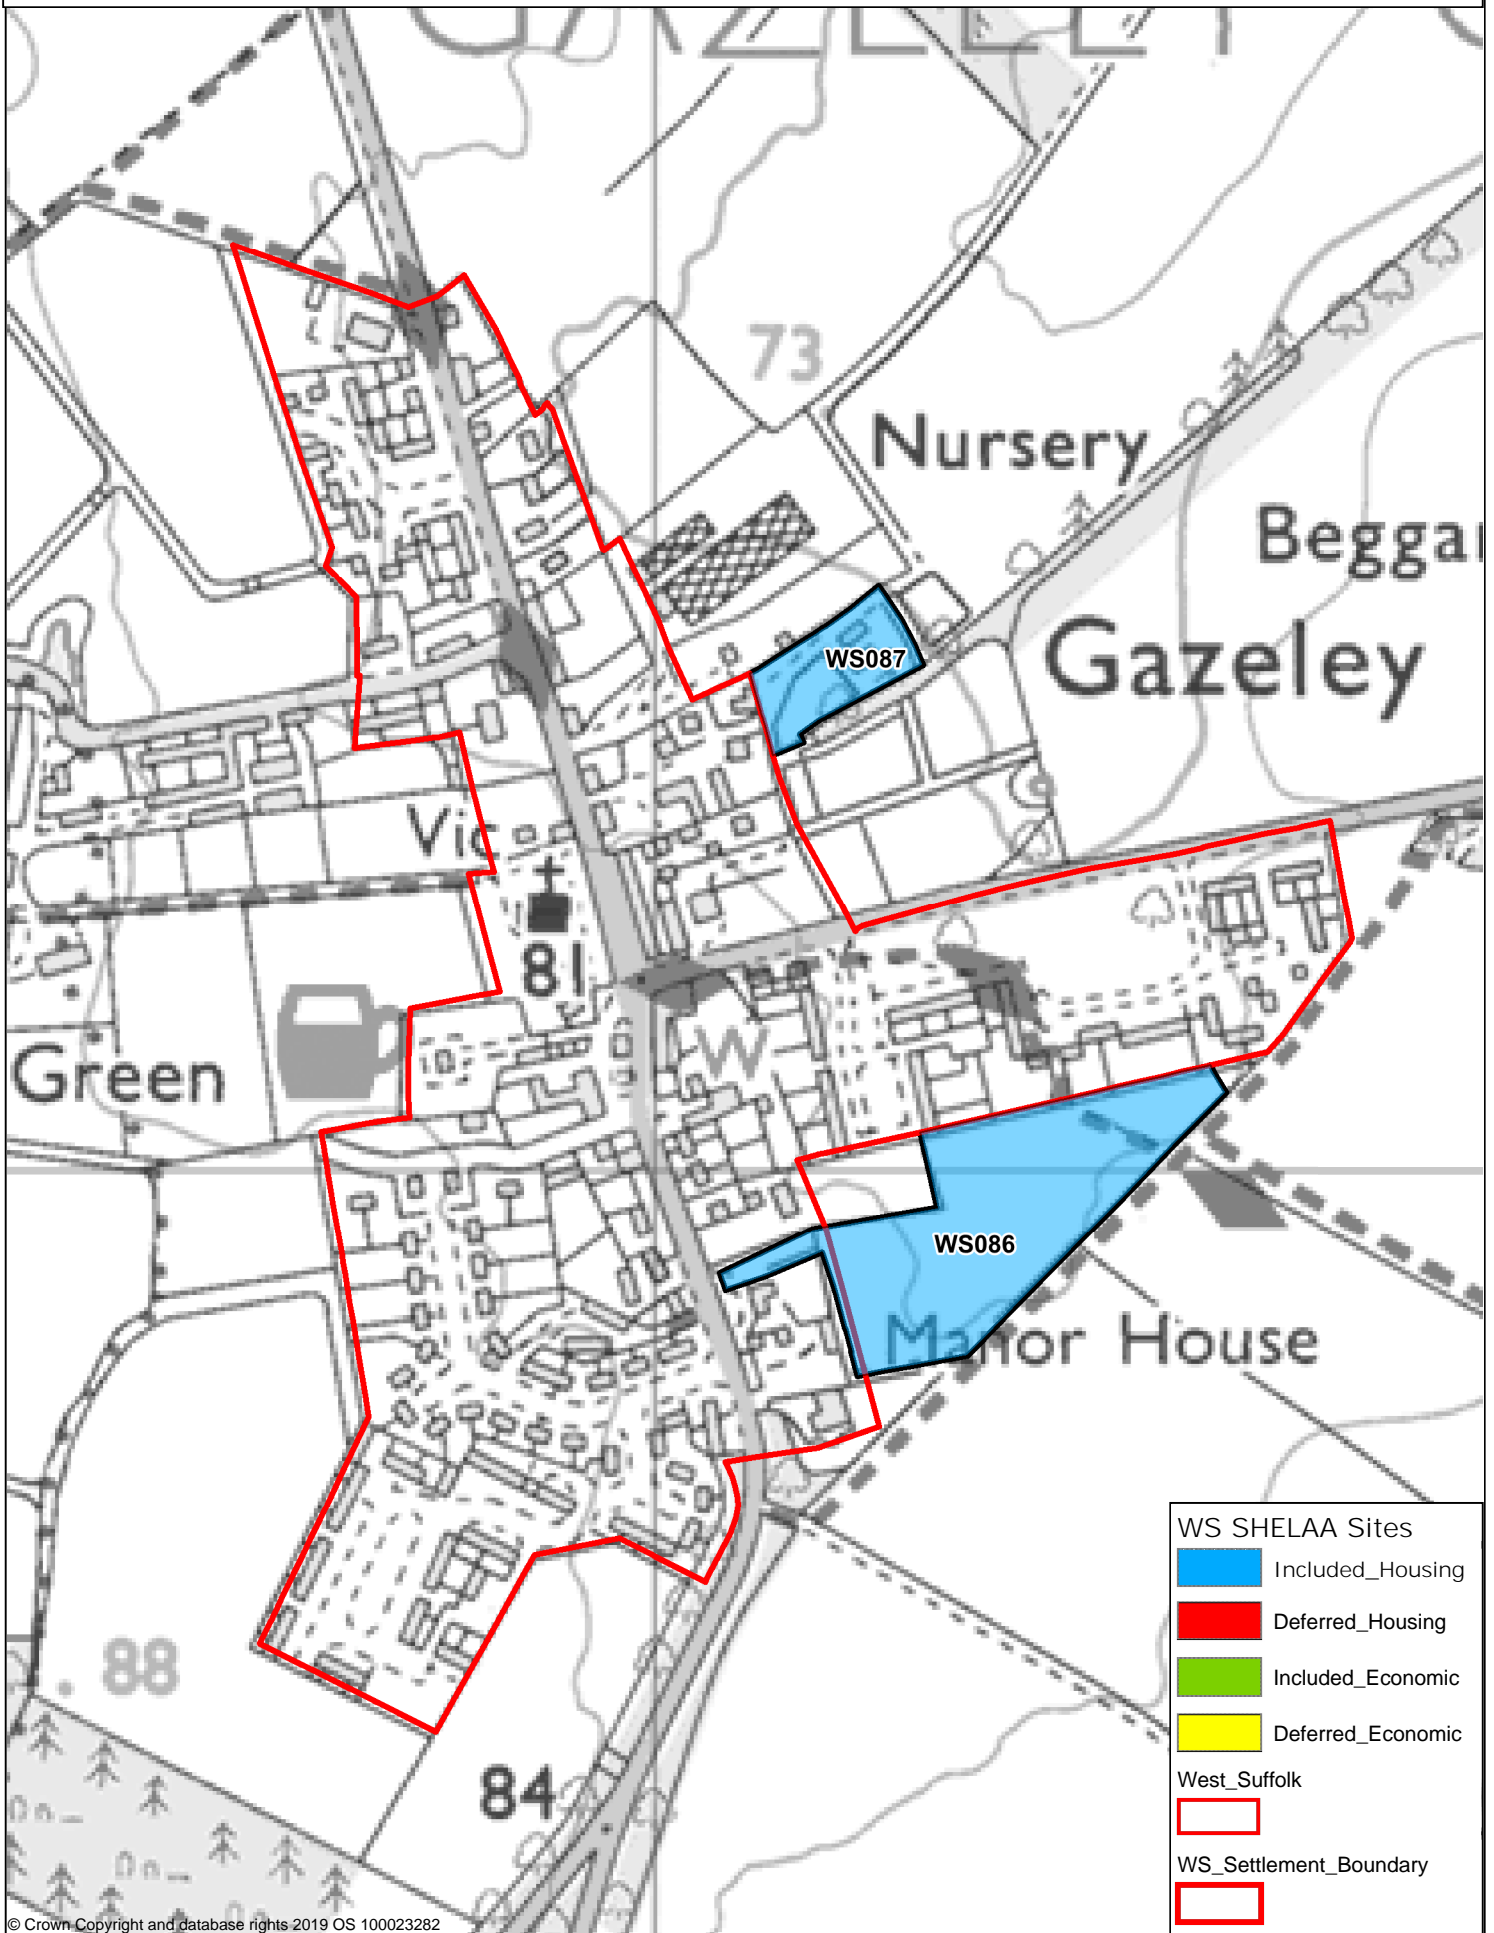 GAZELEY
73
Nursery
Beggar
WS087
Gazeley
Vic
81
W
Green
WS086
Manor House
88
84
WS SHELAA Sites
Included_Housing
Deferred_Housing
Included_Economic
Deferred_Economic
West_Suffolk
WS_Settlement_Boundary
© Crown Copyright and database rights 2019 OS 100023282